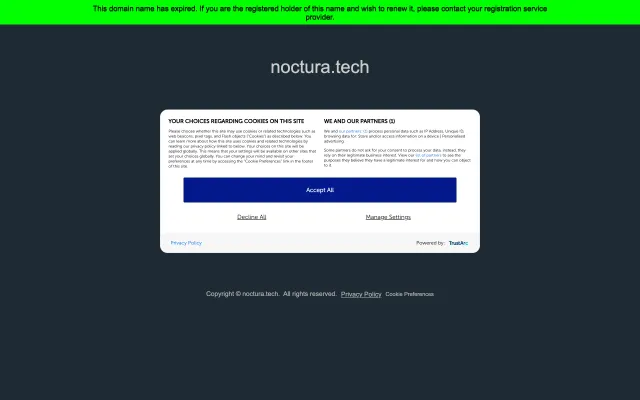 This domain name has expired. If you are the registered holder of this name and wish to renew it, please contact your registration service
provider.
noctura.tech
YOUR CHOICES REGARDING COOKIES ON THIS SITE
Please choose whether this site may use cookies or related technologies such as
web beacons, pixel tags, and Flash objects ("Cookies") as described below. You
can learn more about how this site uses cookies and related technologies by
reading our privacy policy linked to below. Your choices on this site will be
applied globally. This means that your settings will be available on other sites that
set your choices globally. You can change your mind and revisit your
preferences at any time by accessing the "Cookie Preferences" link in the footer
of this site.
WE AND OUR PARTNERS (1)
We and our partners (1) process personal data such as IP Address, Unique ID,
browsing data for: Store and/or access information on a device | Personalised
advertising.
Some partners do not ask for your consent to process your data, instead, they
rely on their legitimate business interest. View our list of partners to see the
purposes they believe they have a legitimate interest for and how you can object
to it.
Accept All
Decline All
Manage Settings
Privacy Policy
Powered by: TrustArc
Copyright © noctura.tech. All rights reserved. Privacy Policy Cookie Preferences